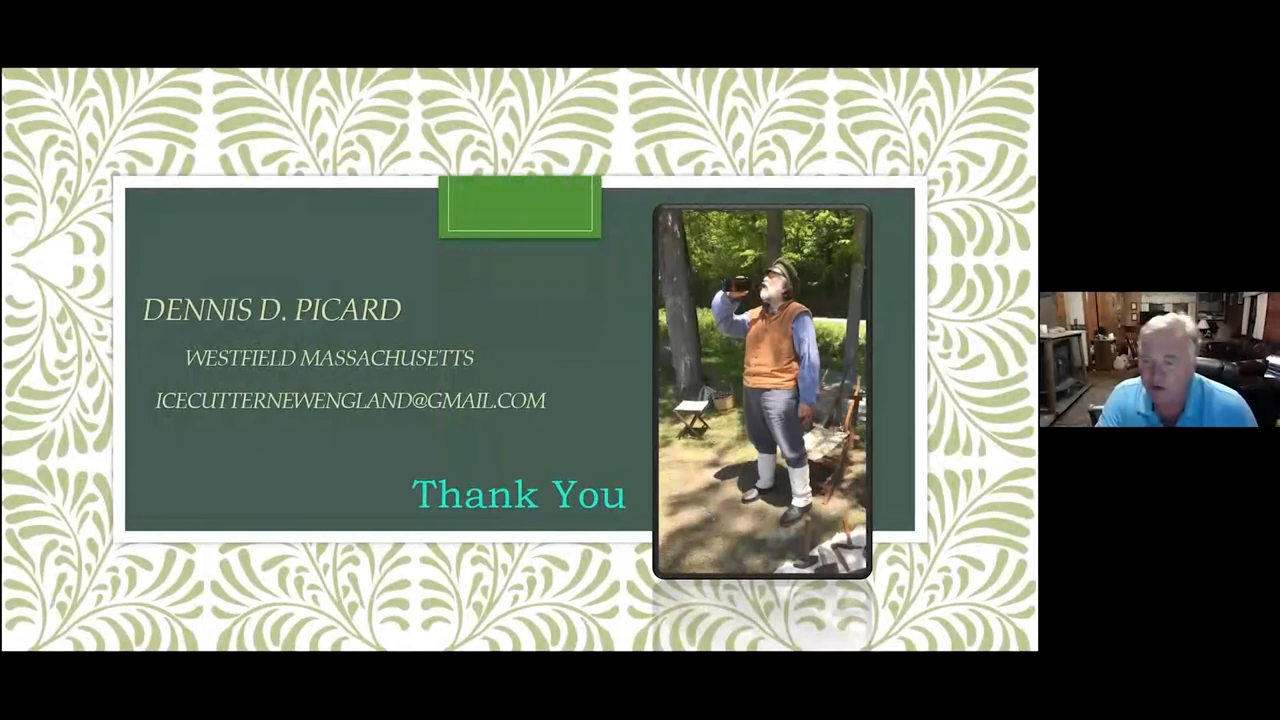 DENNIS D. PICARD
WESTFIELD MASSACHUSETTS
ICECUTTERNEWENGLAND@GMAIL.COM
Thank You